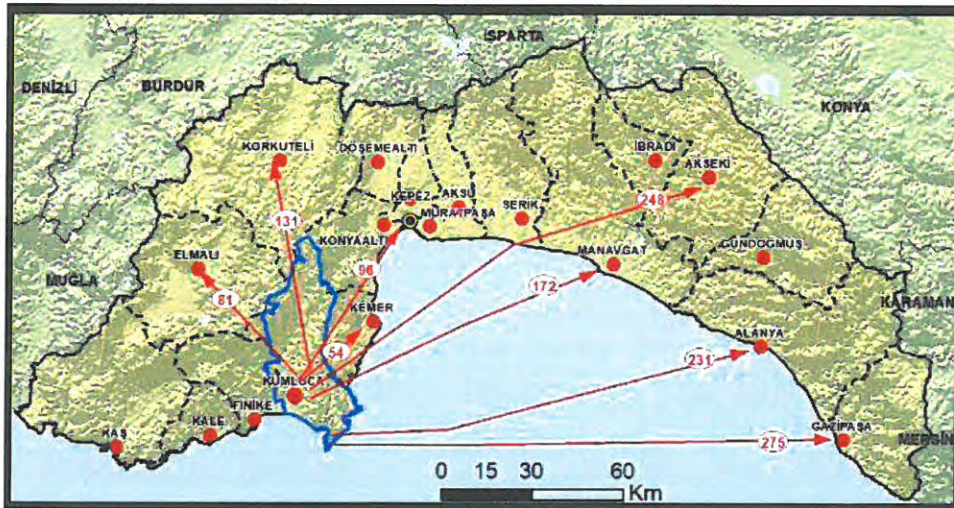 ISPARTA
DENİZLİ
BURDUR
KONYA
KORKUTELİ
DÖŞEMEALTI
İBRADI
AKSEKİ
131
248
KEPEZ
AKSU
SERİK
MURATPAŞA
KONYAALTI
96
MANAVGAT
GÜNDOĞMUŞ
ELMALI
MUĞLA
81
172
KEMER
KARAMAN
54
ALANYA
231
KUMLUCA
FİNİKE
KALE
KAŞ
275
GAZİPAŞA
MERSİN
0 15 30 60
Km